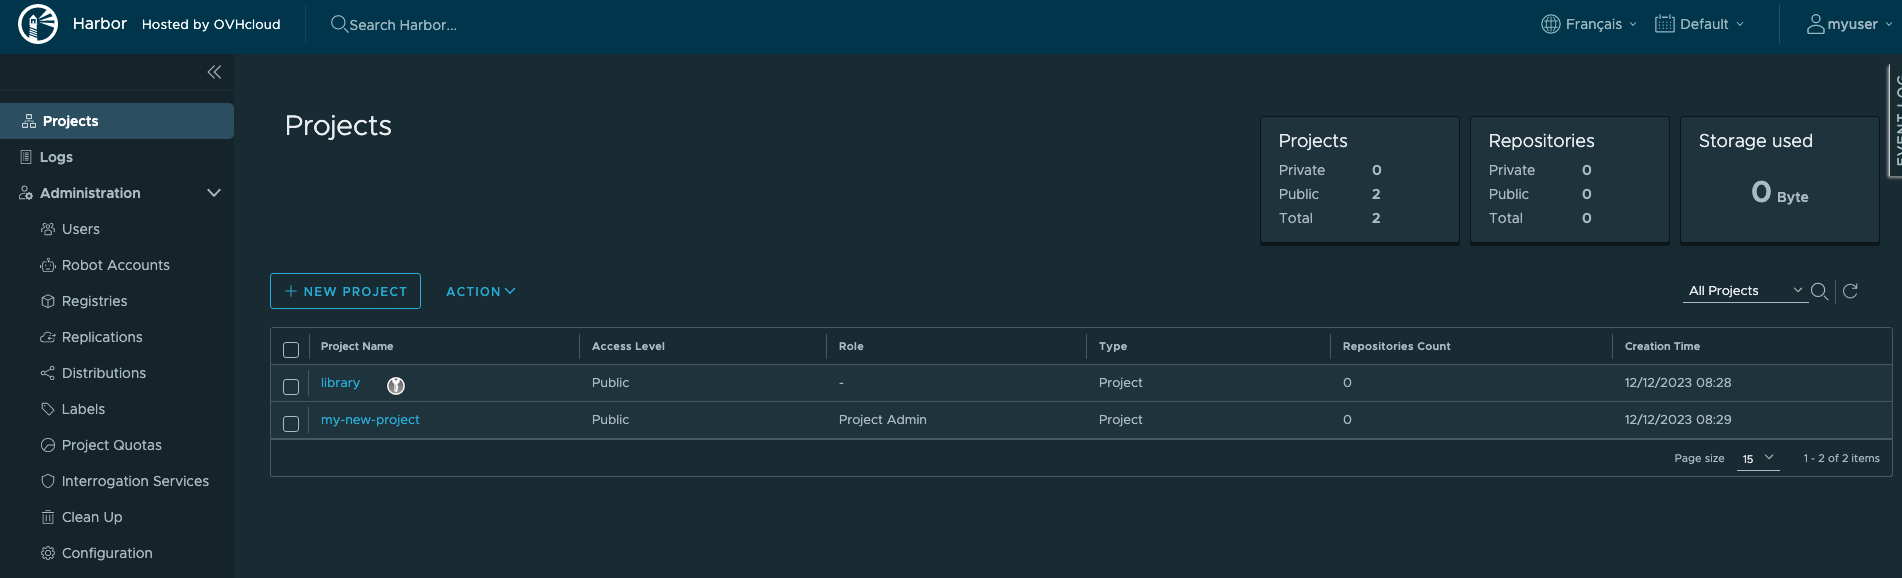 Harbor Hosted by OVHcloud Search Harbor... Français Default myuser
EVENT LOG
Projects
Logs
Administration
Users
Robot Accounts
Registries
Replications
Distributions
Labels
Project Quotas
Interrogation Services
Clean Up
Configuration
Projects
Projects
Private 0
Public 2
Total 2
Repositories
Private 0
Public 0
Total 0
Storage used
0 Byte
+ NEW PROJECT ACTION All Projects
Project Name Access Level Role Type Repositories Count Creation Time
library Public - Project 0 12/12/2023 08:28
my-new-project Public Project Admin Project 0 12/12/2023 08:29
Page size 15 1 - 2 of 2 items